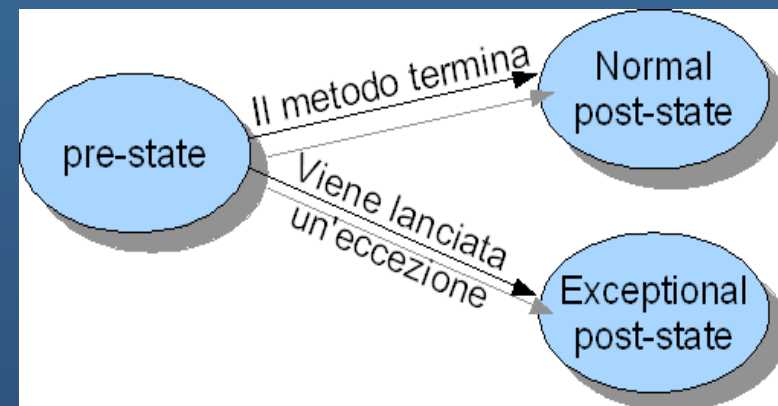 pre-state
Il metodo termina
Normal
post-state
Viene lanciata
un'eccezione
Exceptional
post-state